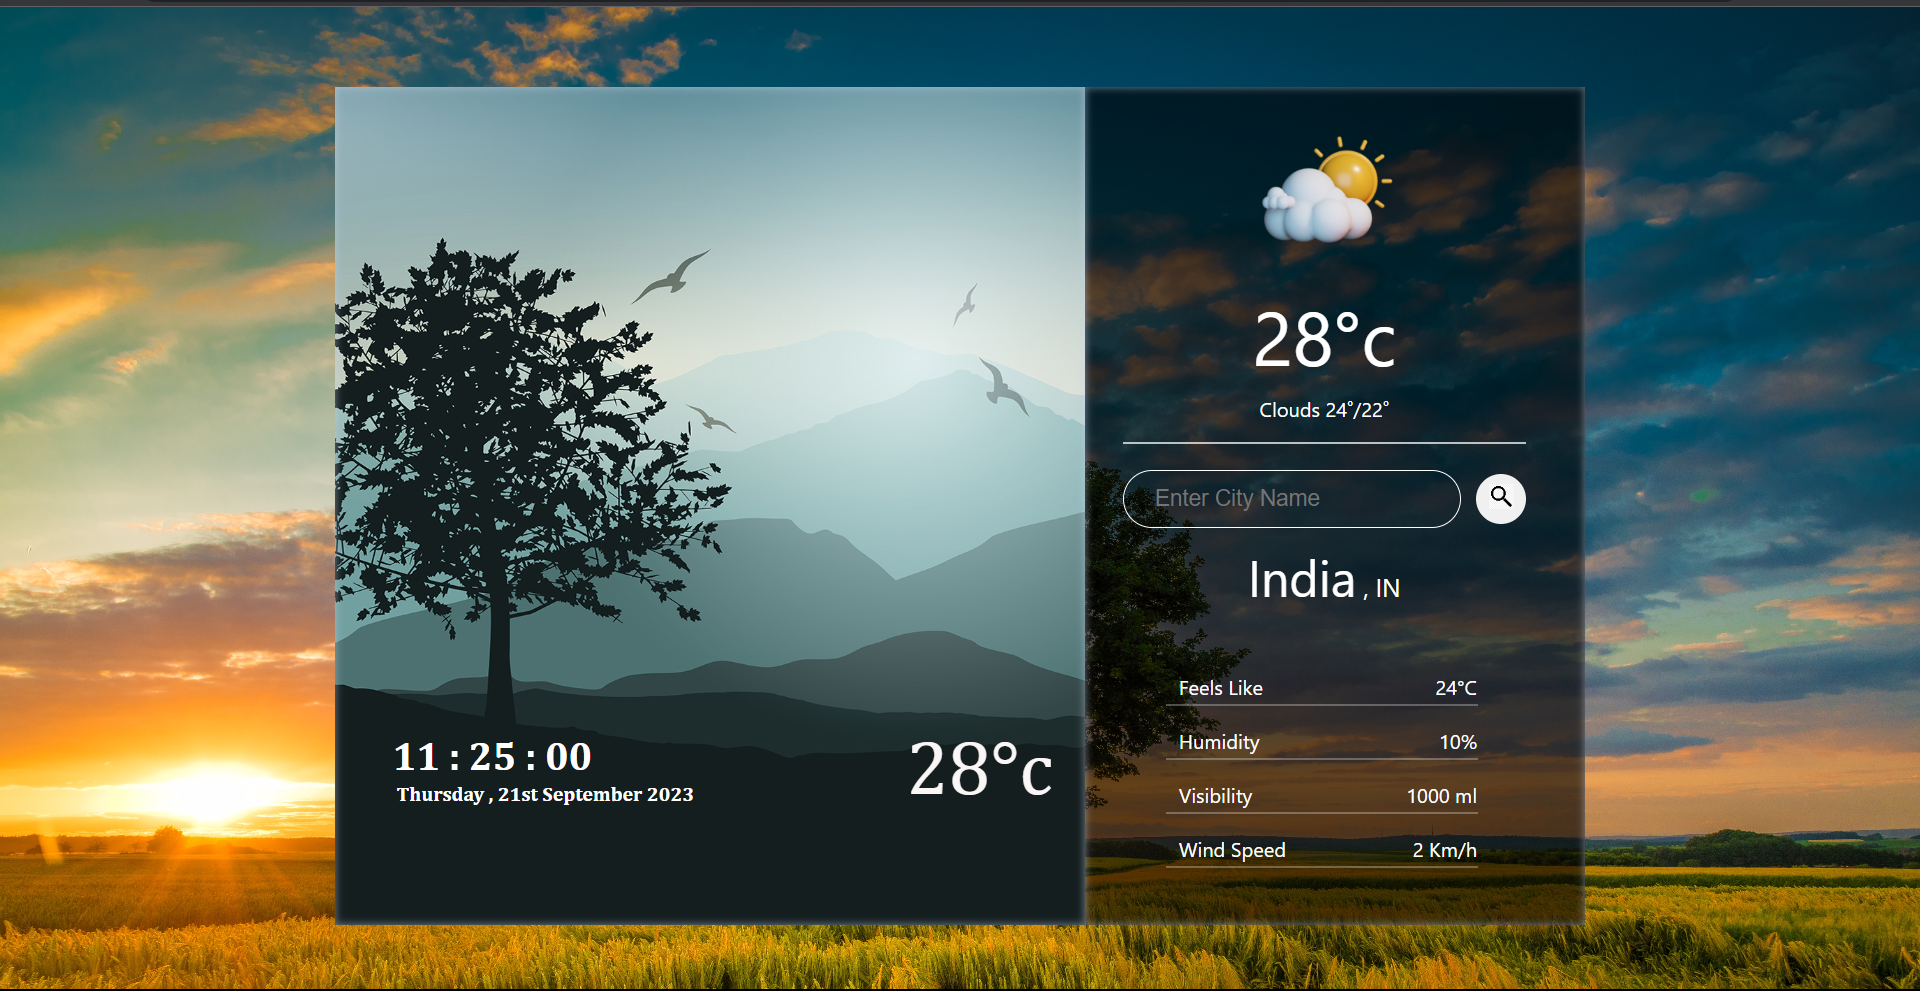 11 : 25 : 00
Thursday , 21st September 2023
28°c
28°c
Clouds 24°/22°
Enter City Name
India , IN
Feels Like 24°C
Humidity 10%
Visibility 1000 ml
Wind Speed 2 Km/h